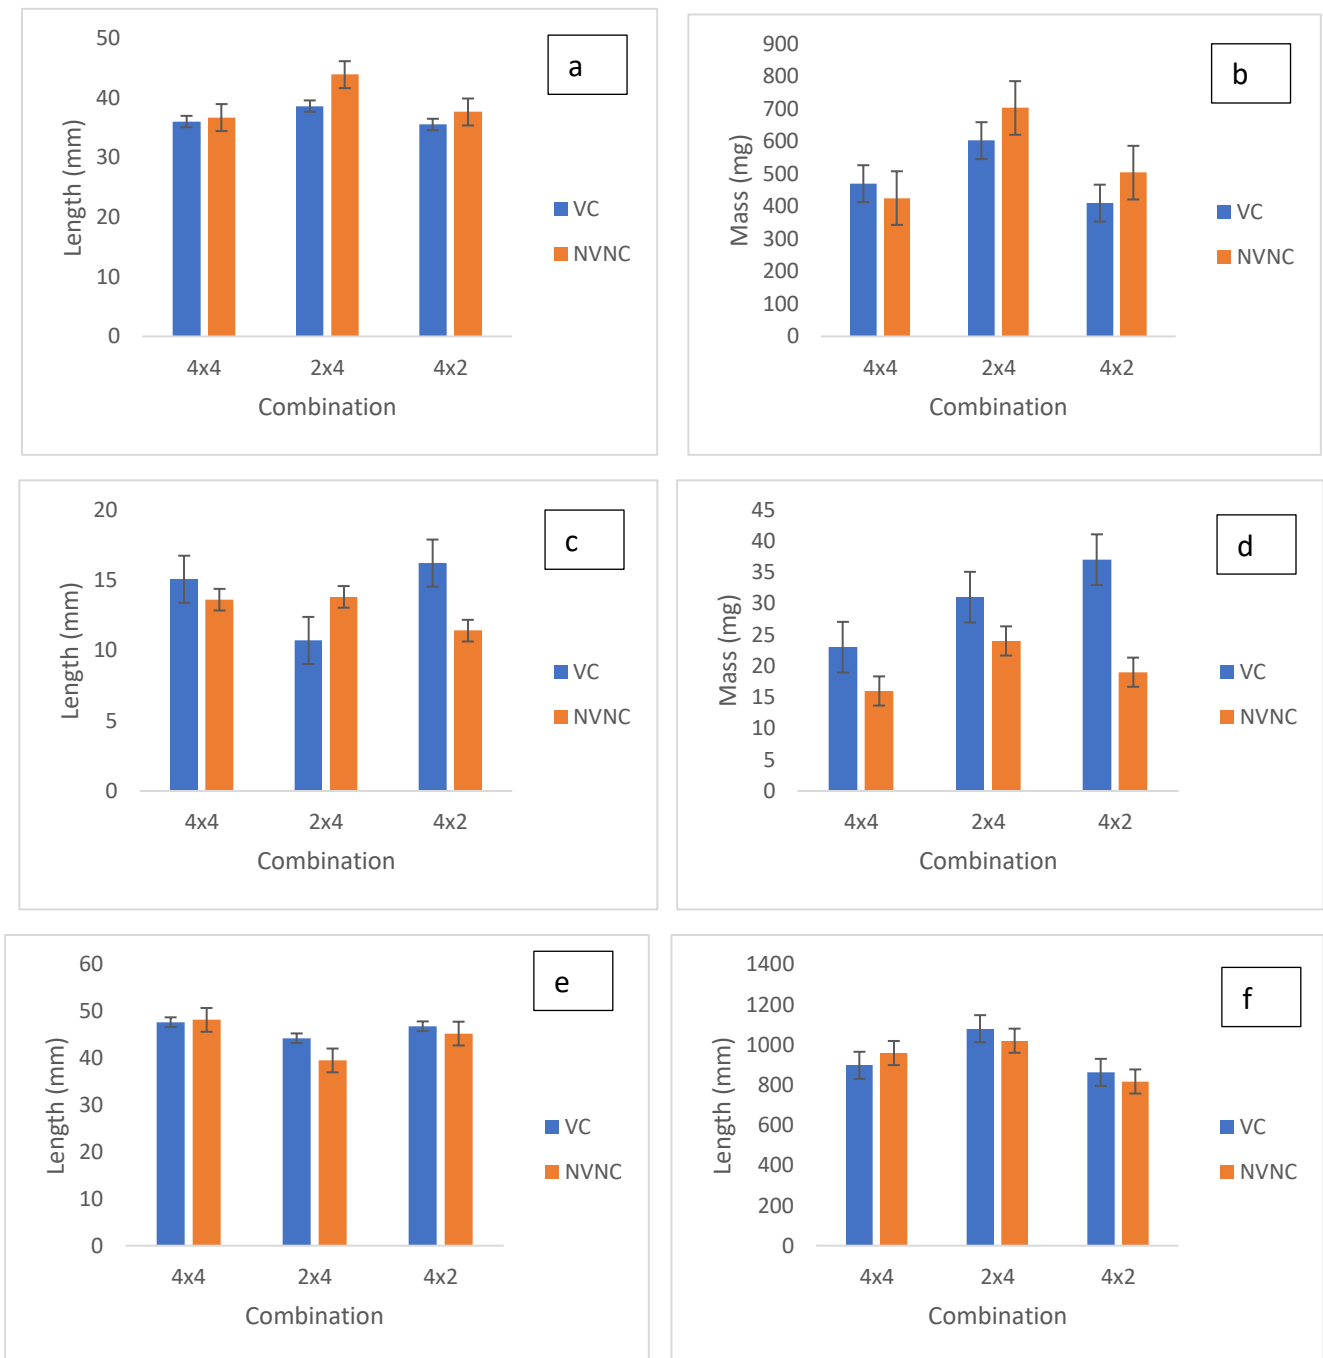 a
50
40
30
20
10
0
Length (mm)
4x4 2x4 4x2
Combination
VC
NVNC
b
900
800
700
600
500
400
300
200
100
0
Mass (mg)
4x4 2x4 4x2
Combination
VC
NVNC
c
20
15
10
5
0
Length (mm)
4x4 2x4 4x2
Combination
VC
NVNC
d
45
40
35
30
25
20
15
10
5
0
Mass (mg)
4x4 2x4 4x2
Combination
VC
NVNC
e
60
50
40
30
20
10
0
Length (mm)
4x4 2x4 4x2
Combination
VC
NVNC
f
1400
1200
1000
800
600
400
200
0
Length (mm)
4x4 2x4 4x2
Combination
VC
NVNC